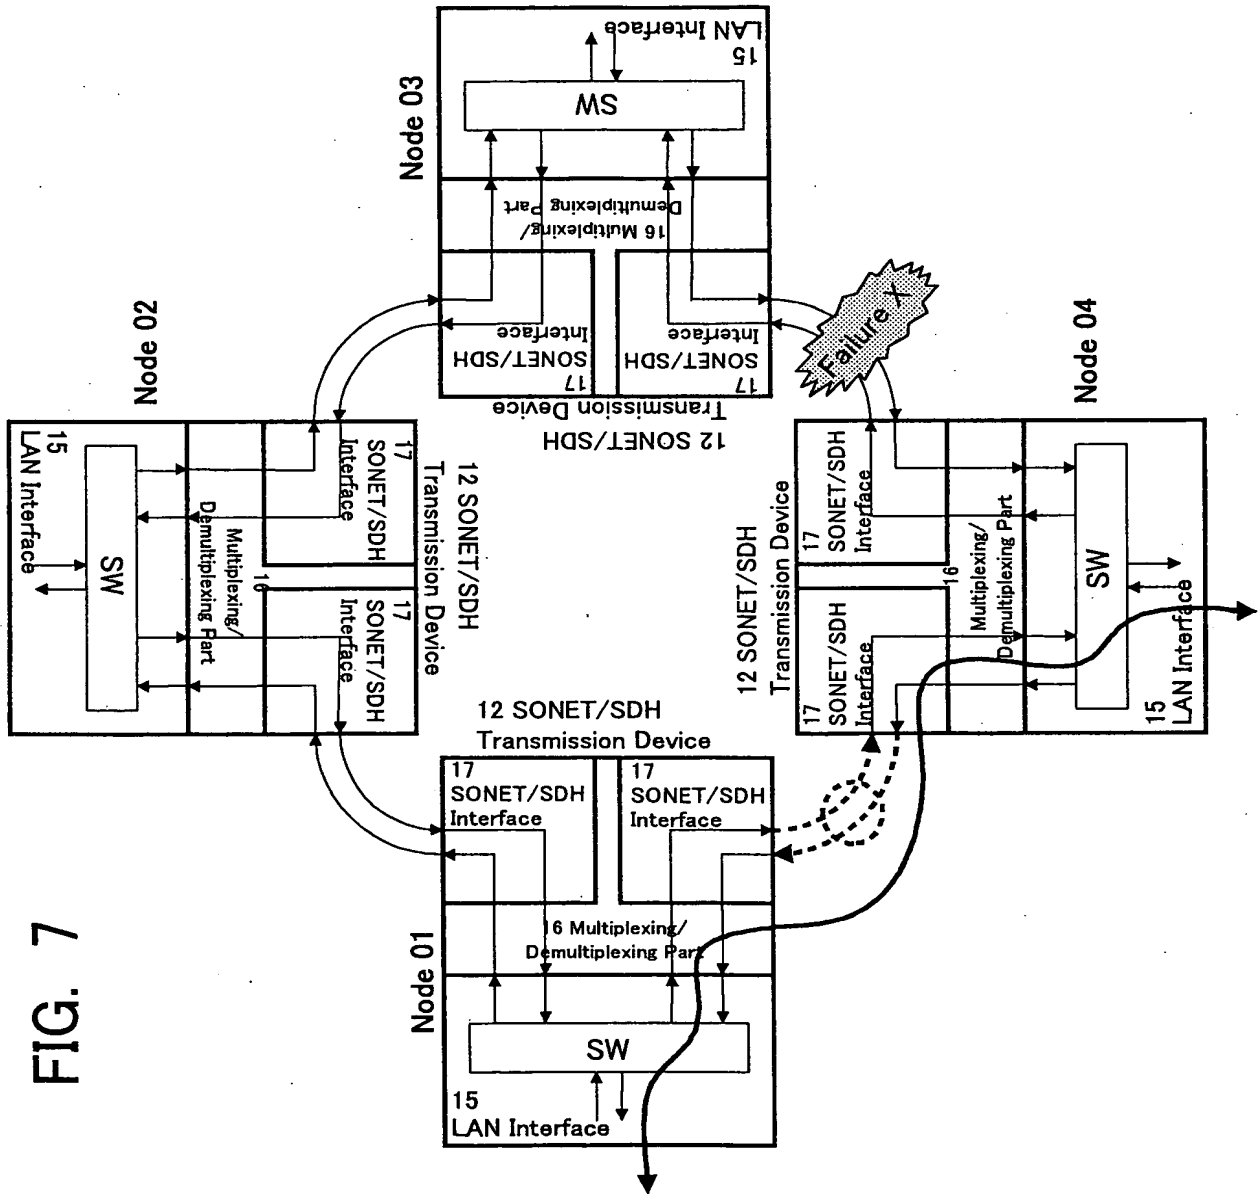 FIG. 7
Node 03
15
LAN Interface
SW
16 Multiplexing/
Demultiplexing Part
17
SONET/SDH
Interface
17
SONET/SDH
Interface
12 SONET/SDH
Transmission Device
Failure X
Node 02
15
LAN Interface
SW
16
Multiplexing/
Demultiplexing Part
17
SONET/SDH
Interface
17
SONET/SDH
Interface
12 SONET/SDH
Transmission Device
Node 04
17
SONET/SDH
Interface
17
SONET/SDH
Interface
12 SONET/SDH
Transmission Device
16
Multiplexing/
Demultiplexing Part
SW
15
LAN Interface
12 SONET/SDH
Transmission Device
Node 01
17
SONET/SDH
Interface
17
SONET/SDH
Interface
16 Multiplexing/
Demultiplexing Part
SW
15
LAN Interface